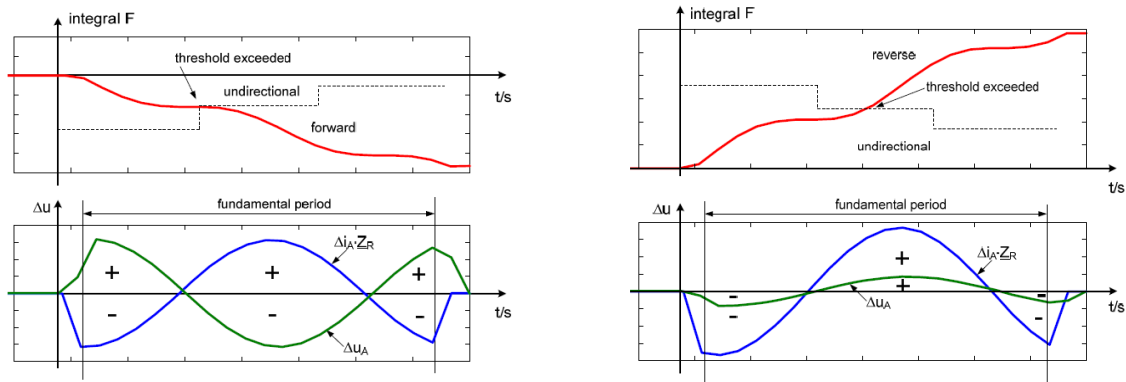 integral F
threshold exceeded
undirectional
t/s
forward
Δu
fundamental period
Δi_A·Z_R
+ + +
- - -
t/s
Δu_A
integral F
reverse
threshold exceeded
undirectional
t/s
Δu
fundamental period
Δi_A·Z_R
+
- + -
- -
Δu_A
t/s